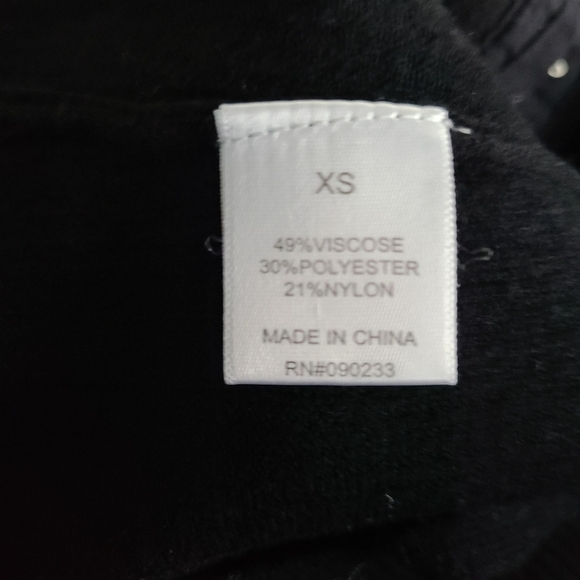 XS
49%VISCOSE
30%POLYESTER
21%NYLON
MADE IN CHINA
RN#090233